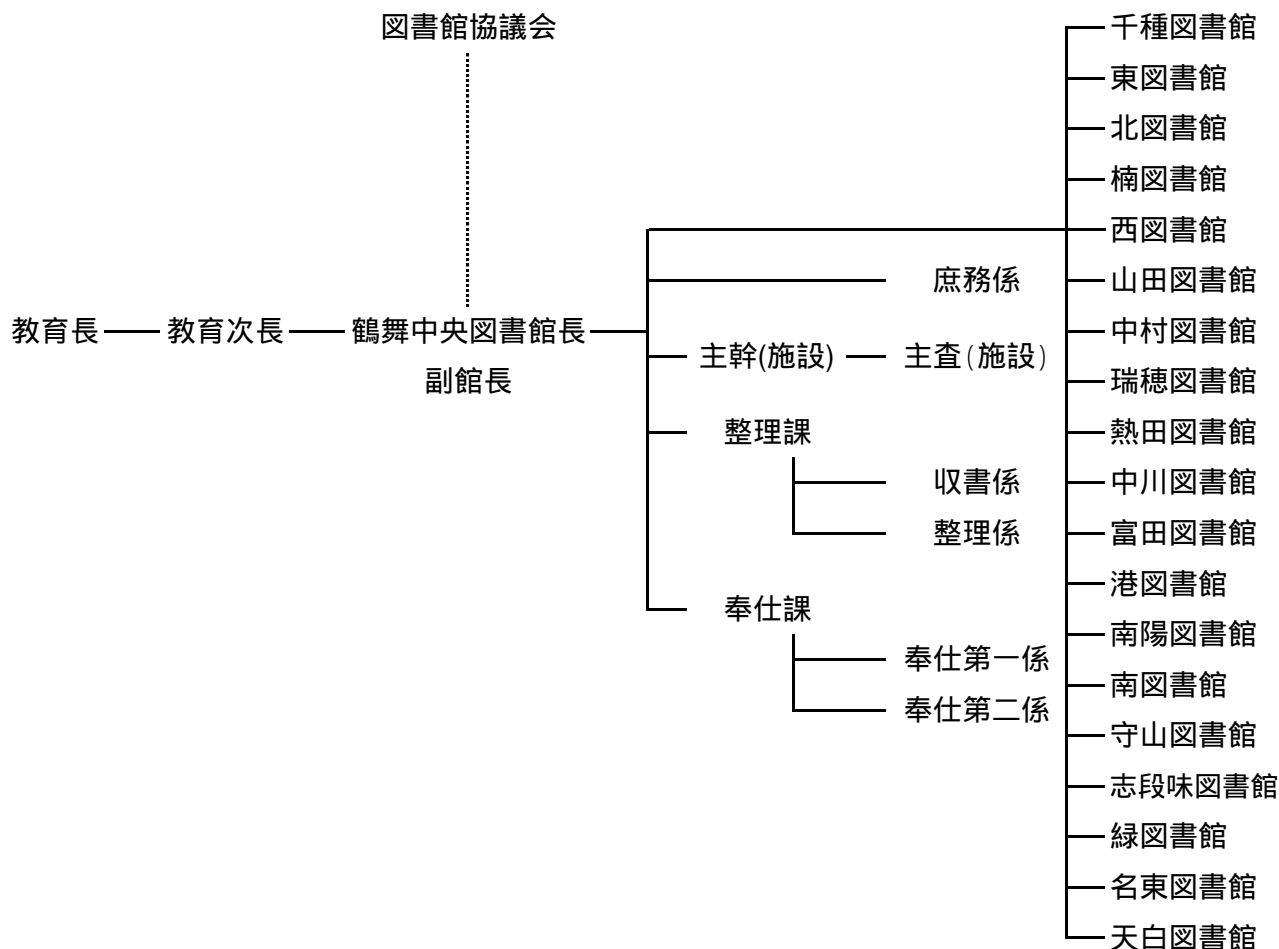 図書館協議会
教育長
教育次長
鶴舞中央図書館長
副館長
庶務係
主幹(施設)
主査(施設)
整理課
収書係
整理係
奉仕課
奉仕第一係
奉仕第二係
千種図書館
東図書館
北図書館
楠図書館
西図書館
山田図書館
中村図書館
瑞穂図書館
熱田図書館
中川図書館
富田図書館
港図書館
南陽図書館
南図書館
守山図書館
志段味図書館
緑図書館
名東図書館
天白図書館